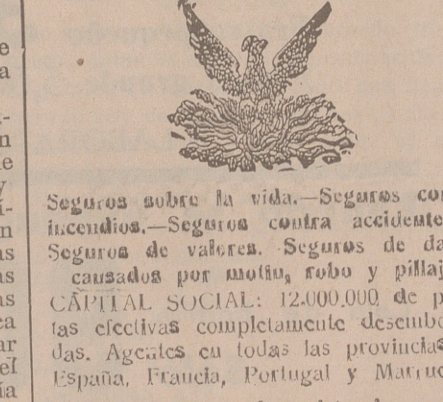 Seguros sobre la vida.—Seguros con
incendios.—Seguros contra accidente
Seguros de valores. Seguros de da
causados por motin, robo y pillaj
CAPITAL SOCIAL: 12.000.000 de p
tas efectivas completamente desembo
das. Agentes en todas las provincias
España, Francia, Portugal y Marrue